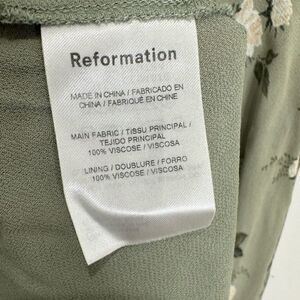 Reformation
MADE IN CHINA / FABRICADO EN
CHINA / FABRIQUÉ EN CHINE
MAIN FABRIC / TISSU PRINCIPAL /
TEJIDO PRINCIPAL
100% VISCOSE / VISCOSA
LINING / DOUBLURE / FORRO
100% VISCOSE / VISCOSA